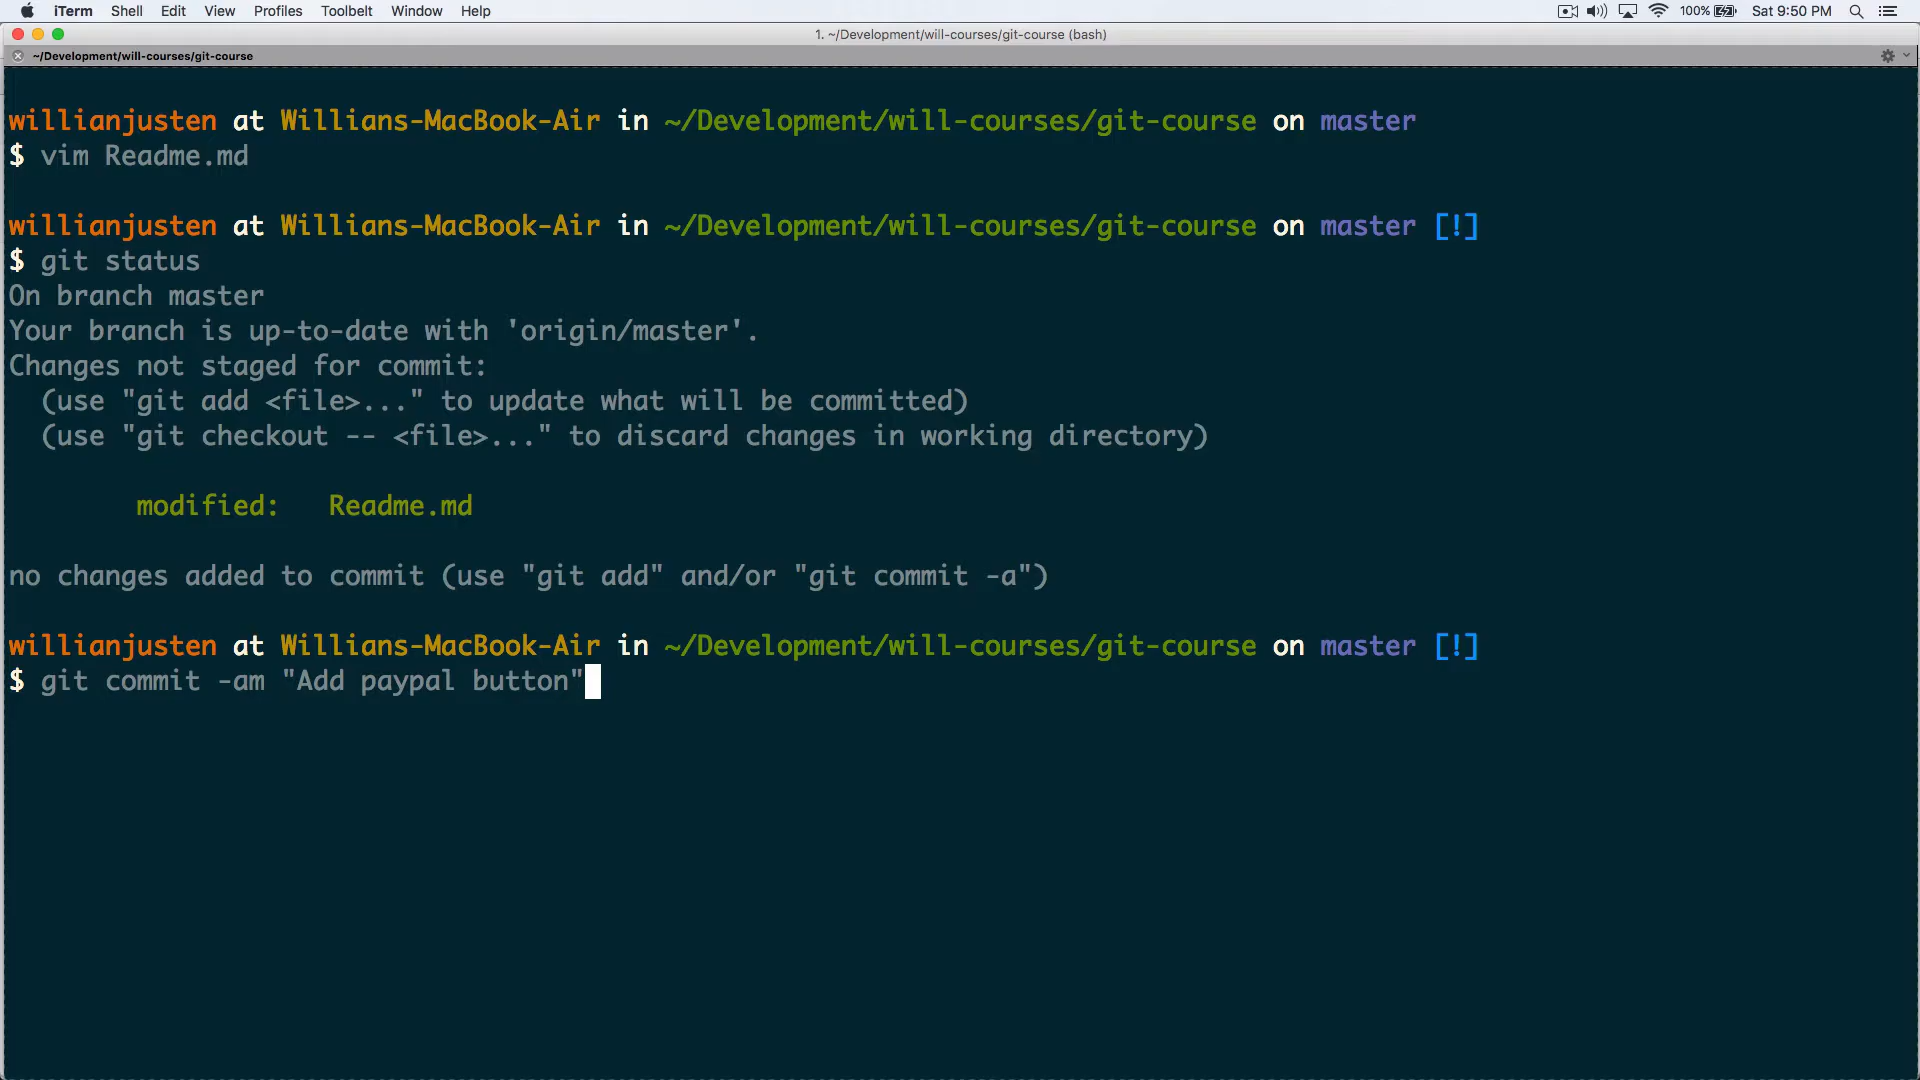 iTerm Shell Edit View Profiles Toolbelt Window Help 100% Sat 9:50 PM
1. ~/Development/will-courses/git-course (bash)
~/Development/will-courses/git-course
willianjusten at Willians-MacBook-Air in ~/Development/will-courses/git-course on master
$ vim Readme.md
willianjusten at Willians-MacBook-Air in ~/Development/will-courses/git-course on master [!]
$ git status
On branch master
Your branch is up-to-date with 'origin/master'.
Changes not staged for commit:
(use "git add <file>..." to update what will be committed)
(use "git checkout -- <file>..." to discard changes in working directory)
modified: Readme.md
no changes added to commit (use "git add" and/or "git commit -a")
willianjusten at Willians-MacBook-Air in ~/Development/will-courses/git-course on master [!]
$ git commit -am "Add paypal button"